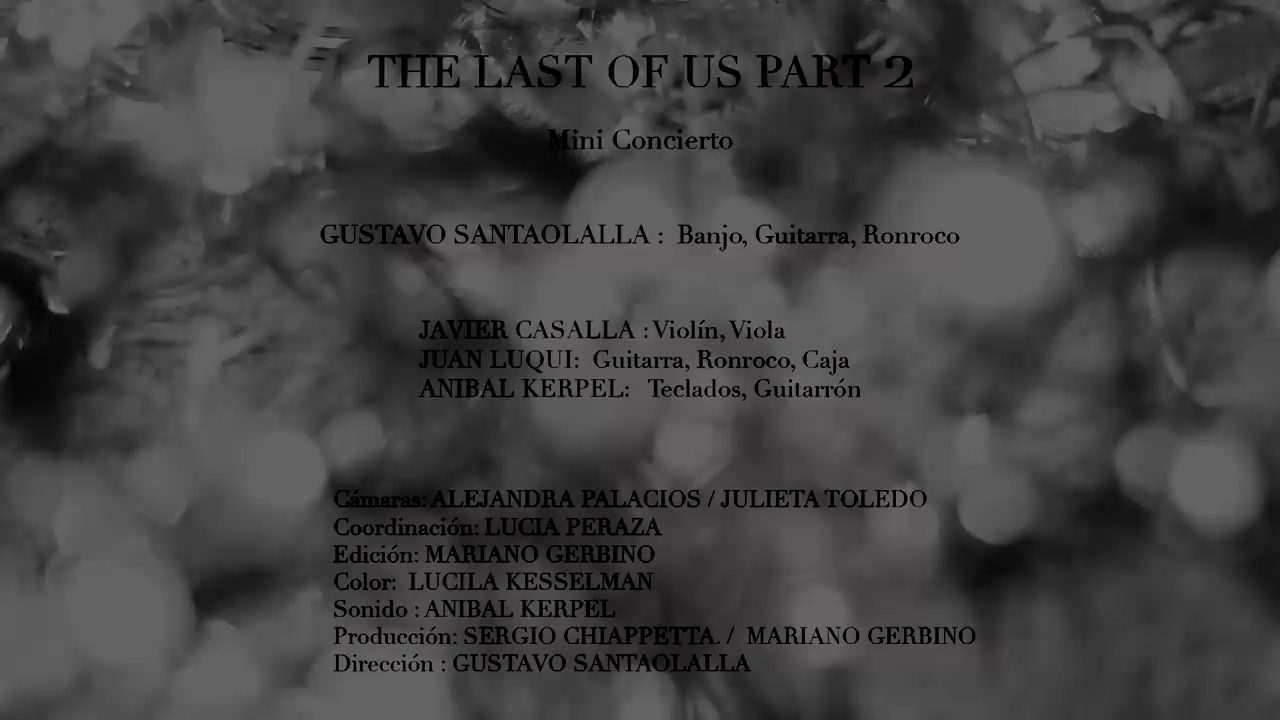 THE LAST OF US PART 2
Mini Concierto
GUSTAVO SANTAOLALLA : Banjo, Guitarra, Ronroco
JAVIER CASALLA : Violín, Viola
JUAN LUQUI: Guitarra, Ronroco, Caja
ANIBAL KERPEL: Teclados, Guitarrón
Cámaras: ALEJANDRA PALACIOS / JULIETA TOLEDO
Coordinación: LUCIA PERAZA
Edición: MARIANO GERBINO
Color: LUCILA KESSELMAN
Sonido : ANIBAL KERPEL
Producción: SERGIO CHIAPPETTA. / MARIANO GERBINO
Dirección : GUSTAVO SANTAOLALLA